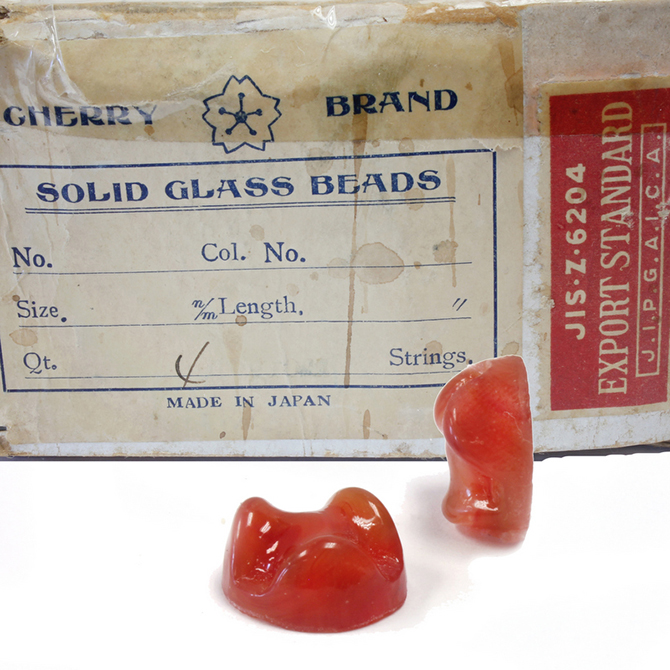 CHERRY BRAND
SOLID GLASS BEADS
No. Col. No.
Size. m/m Length. "
Qt. 4 Strings.
MADE IN JAPAN
JIS·Z·6204
EXPORT STANDARD
J.I.P.G.A.I.C.A.